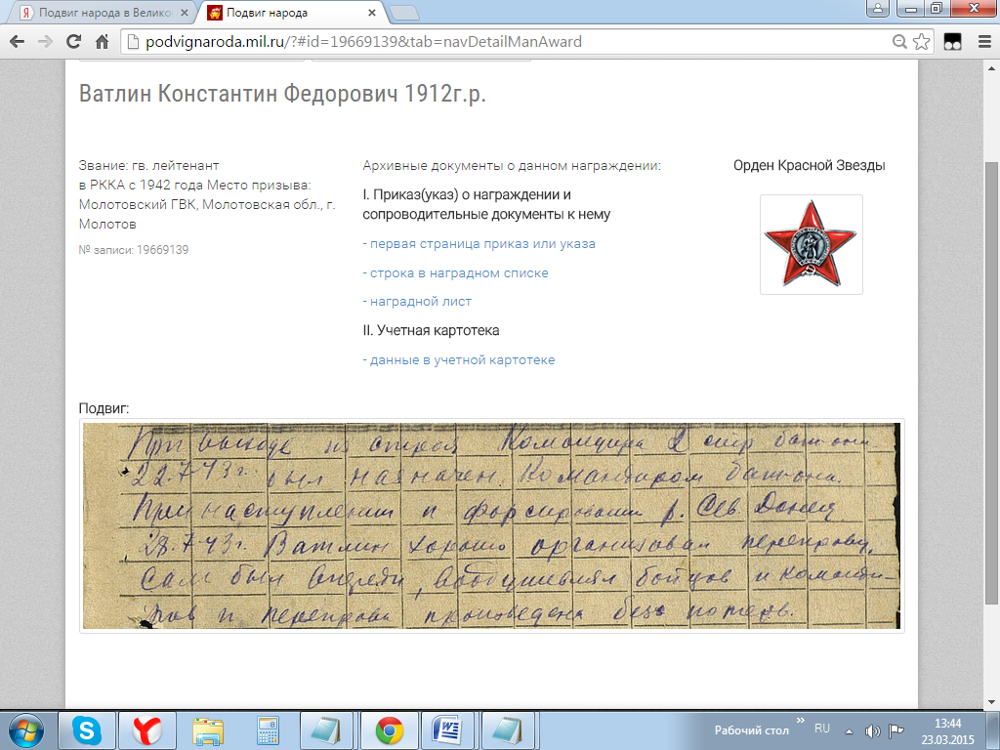 Подвиг народа в Велико
Подвиг народа
podvignaroda.mil.ru/?#id=19669139&tab=navDetailManAward
Ватлин Константин Федорович 1912г.р.
Звание: гв. лейтенант
в РККА с 1942 года Место призыва:
Молотовский ГВК, Молотовская обл., г.
Молотов
№ записи: 19669139
Архивные документы о данном награждении:
I. Приказ(указ) о награждении и
сопроводительные документы к нему
- первая страница приказ или указа
- строка в наградном списке
- наградной лист
II. Учетная картотека
- данные в учетной картотеке
Орден Красной Звезды
Подвиг:
При выходе из строя Командира 2 стр батьона.
22.7-43г. был назначен Командиром батьона.
При наступлении и форсировании р. Сев Донец
28.7-43г. Ватлин хорошо организовал переправу.
Сам был впереди, воодушевлял бойцов и команди-
ров и переправа произведена без потерь.
Рабочий стол
RU
13:44
23.03.2015